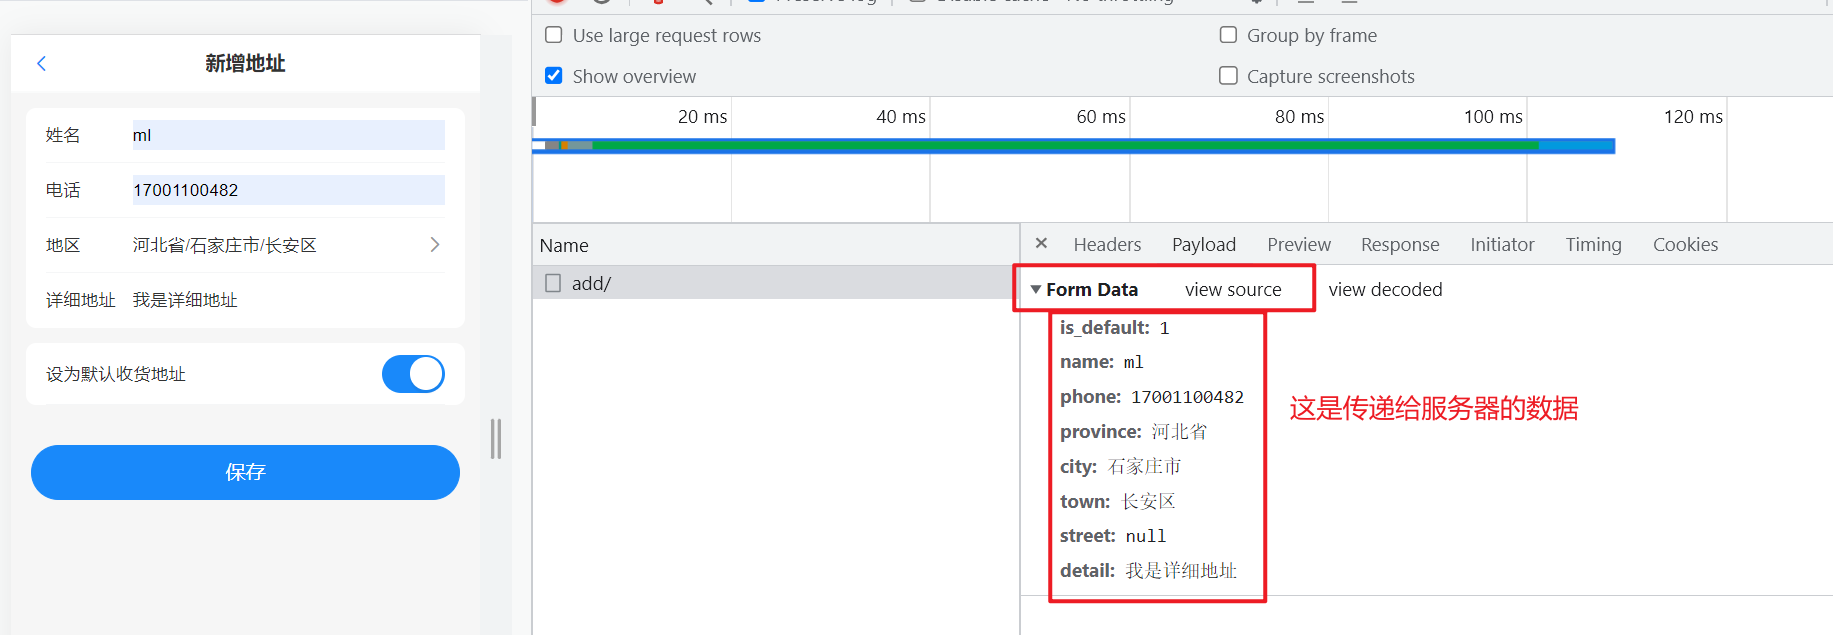 新增地址
姓名 ml
电话 17001100482
地区 河北省/石家庄市/长安区
详细地址 我是详细地址
设为默认收货地址
保存
Use large request rows
Group by frame
Show overview
Capture screenshots
20 ms 40 ms 60 ms 80 ms 100 ms 120 ms
Name
add/
Headers Payload Preview Response Initiator Timing Cookies
Form Data view source view decoded
is_default: 1
name: ml
phone: 17001100482
province: 河北省
city: 石家庄市
town: 长安区
street: null
detail: 我是详细地址
这是传递给服务器的数据